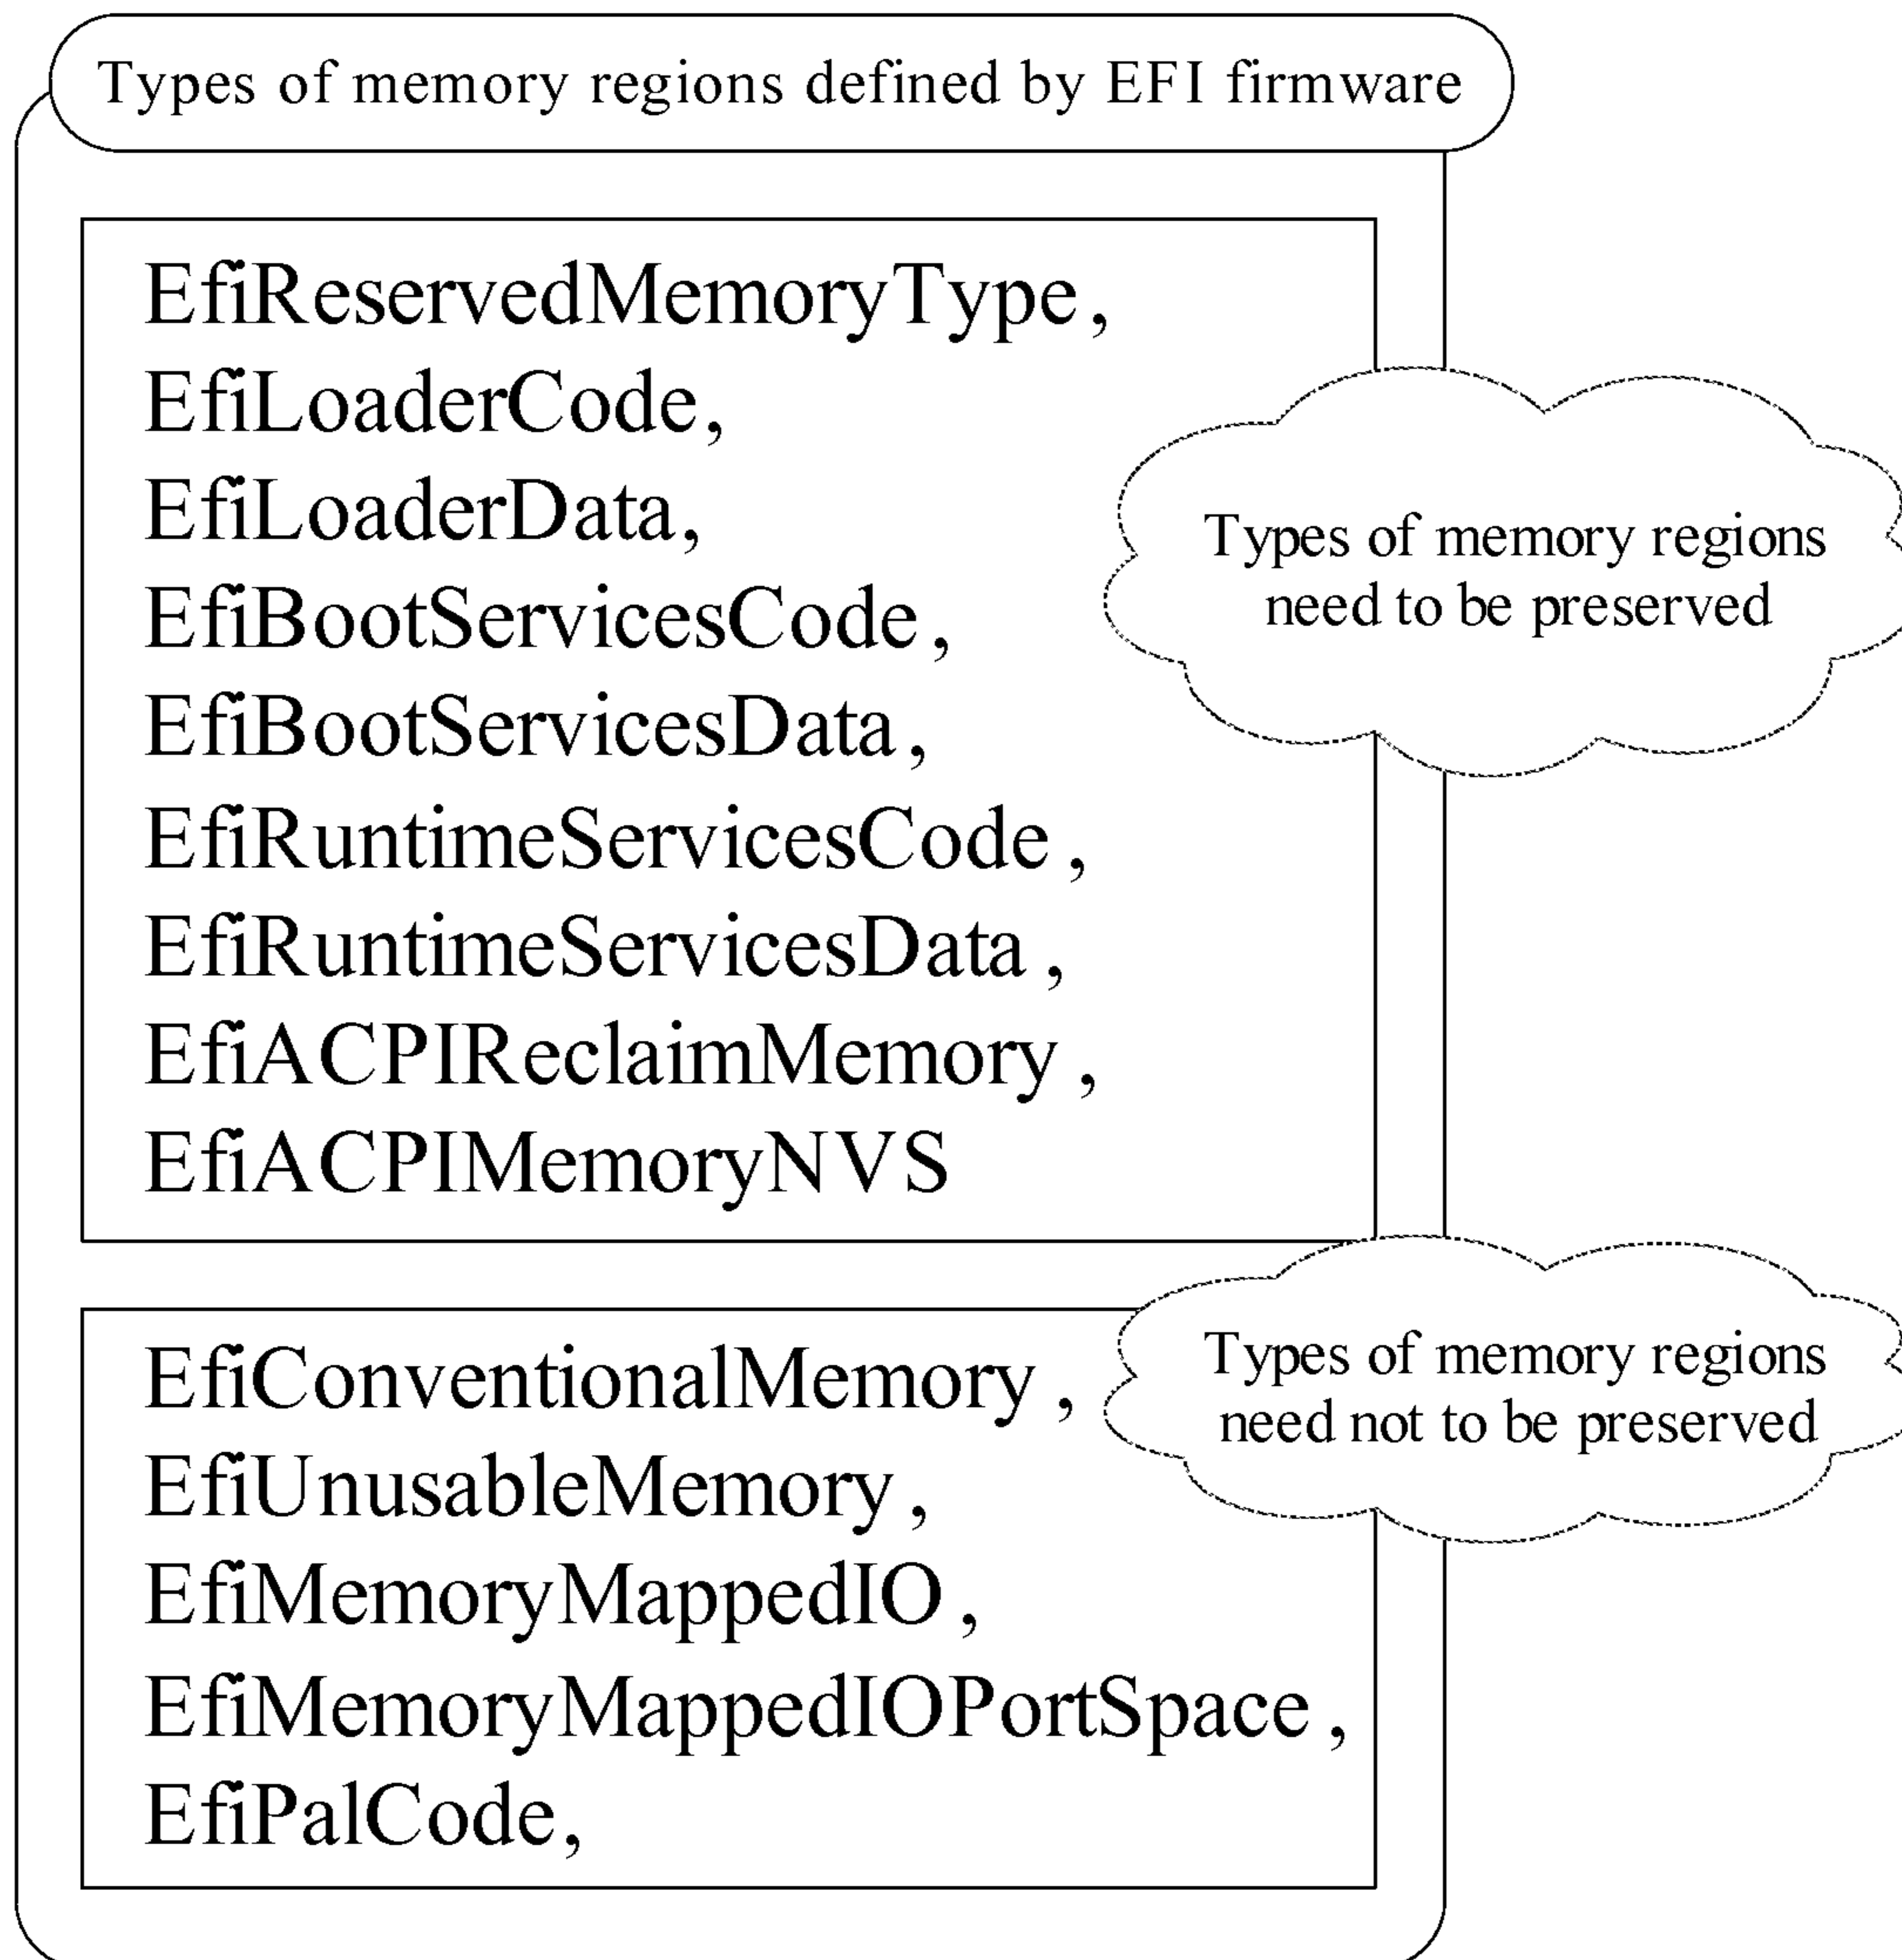 Types of memory regions defined by EFI firmware
EfiReservedMemoryType,
EfiLoaderCode,
EfiLoaderData,
EfiBootServicesCode,
EfiBootServicesData,
EfiRuntimeServicesCode,
EfiRuntimeServicesData,
EfiACPIReclaimMemory,
EfiACPIMemoryNVS
Types of memory regions
need to be preserved
EfiConventionalMemory,
EfiUnusableMemory,
EfiMemoryMappedIO,
EfiMemoryMappedIOPortSpace,
EfiPalCode,
Types of memory regions
need not to be preserved